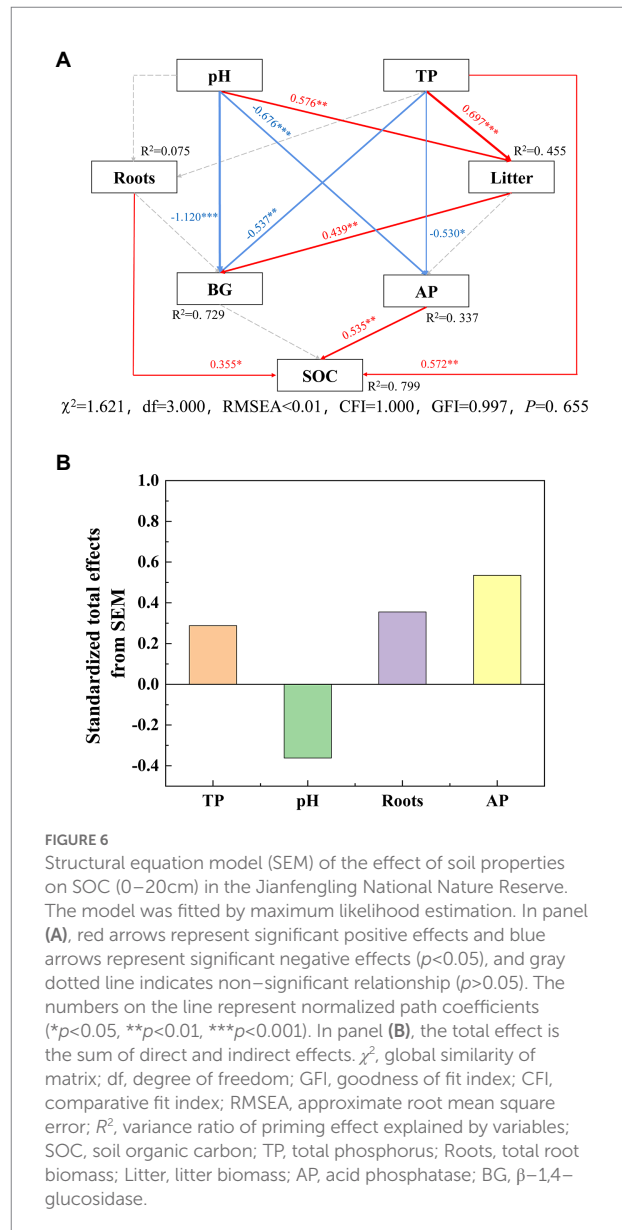 A
pH
TP
0.576**
-0.676***
0.697***
R²=0.075
R²=0. 455
Roots
Litter
-1.120***
-0.537**
0.439**
-0.530*
BG
AP
R²=0. 729
R²=0. 337
0.535**
0.355*
0.572**
SOC
R²=0. 799
χ²=1.621, df=3.000, RMSEA<0.01, CFI=1.000, GFI=0.997, P=0. 655
B
Standardized total effects
from SEM
1.0
0.8
0.6
0.4
0.2
0.0
-0.2
-0.4
TP
pH
Roots
AP
FIGURE 6
Structural equation model (SEM) of the effect of soil properties
on SOC (0–20cm) in the Jianfengling National Nature Reserve.
The model was fitted by maximum likelihood estimation. In panel
(A), red arrows represent significant positive effects and blue
arrows represent significant negative effects (p<0.05), and gray
dotted line indicates non–significant relationship (p>0.05). The
numbers on the line represent normalized path coefficients
(*p<0.05, **p<0.01, ***p<0.001). In panel (B), the total effect is
the sum of direct and indirect effects. χ², global similarity of
matrix; df, degree of freedom; GFI, goodness of fit index; CFI,
comparative fit index; RMSEA, approximate root mean square
error; R², variance ratio of priming effect explained by variables;
SOC, soil organic carbon; TP, total phosphorus; Roots, total root
biomass; Litter, litter biomass; AP, acid phosphatase; BG, β–1,4–
glucosidase.